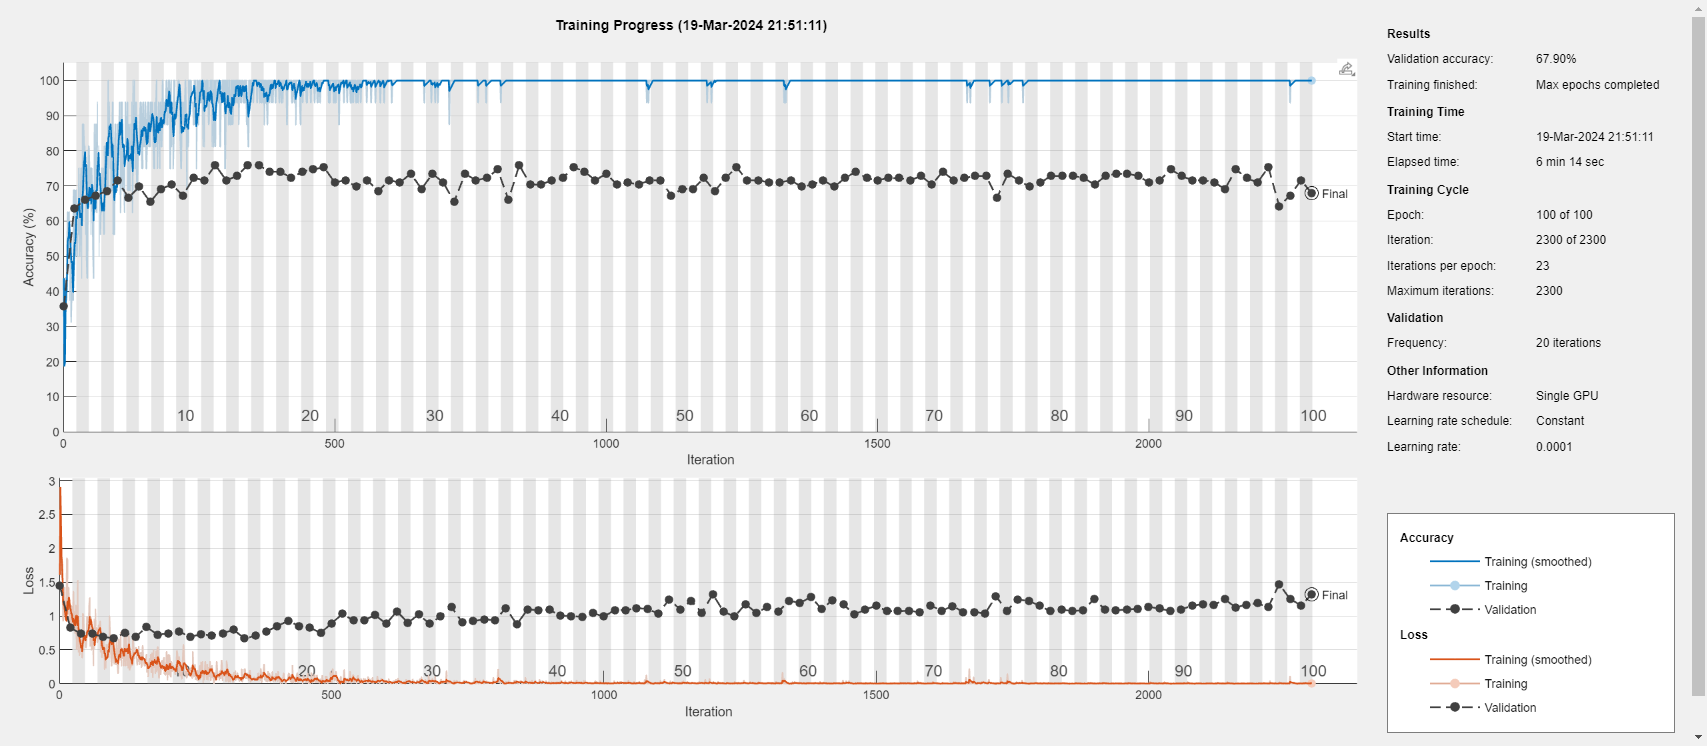 Training Progress (19-Mar-2024 21:51:11)
100
90
80
70
60
50
40
30
20
10
0
Accuracy (%)
Final
10 20 30 40 50 60 70 80 90 100
0 500 1000 1500 2000
Iteration
3
2.5
2
1.5
1
0.5
0
Loss
Final
10 20 30 40 50 60 70 80 90 100
0 500 1000 1500 2000
Iteration
Results
Validation accuracy: 67.90%
Training finished: Max epochs completed
Training Time
Start time: 19-Mar-2024 21:51:11
Elapsed time: 6 min 14 sec
Training Cycle
Epoch: 100 of 100
Iteration: 2300 of 2300
Iterations per epoch: 23
Maximum iterations: 2300
Validation
Frequency: 20 iterations
Other Information
Hardware resource: Single GPU
Learning rate schedule: Constant
Learning rate: 0.0001
Accuracy
Training (smoothed)
Training
Validation
Loss
Training (smoothed)
Training
Validation